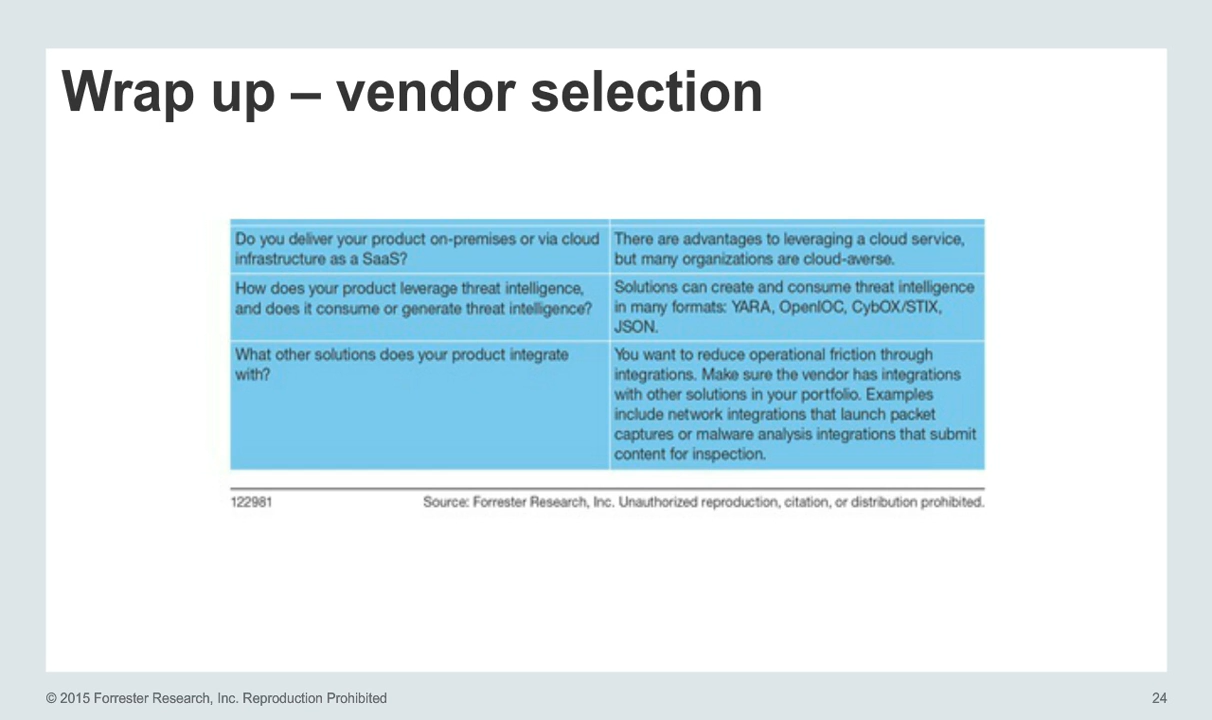 Wrap up – vendor selection
Do you deliver your product on-premises or via cloud
infrastructure as a SaaS?
There are advantages to leveraging a cloud service,
but many organizations are cloud-averse.
How does your product leverage threat intelligence,
and does it consume or generate threat intelligence?
Solutions can create and consume threat intelligence
in many formats: YARA, OpenIOC, CybOX/STIX,
JSON.
What other solutions does your product integrate
with?
You want to reduce operational friction through
integrations. Make sure the vendor has integrations
with other solutions in your portfolio. Examples
include network integrations that launch packet
captures or malware analysis integrations that submit
content for inspection.
122981
Source: Forrester Research, Inc. Unauthorized reproduction, citation, or distribution prohibited.
© 2015 Forrester Research, Inc. Reproduction Prohibited
24